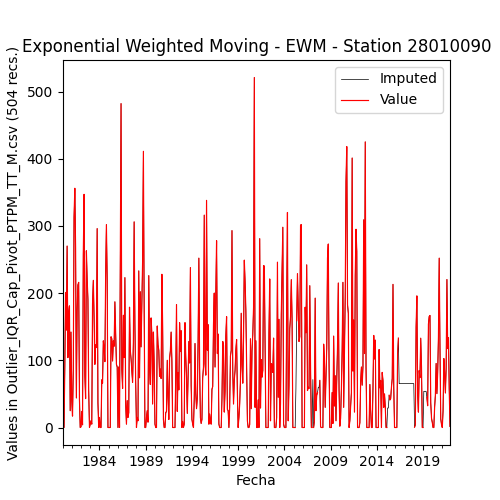 Exponential Weighted Moving - EWM - Station 28010090
Values in Outlier_IQR_Cap_Pivot_PTPM_TT_M.csv (504 recs.)
Imputed
Value
500
400
300
200
100
0
1984 1989 1994 1999 2004 2009 2014 2019
Fecha